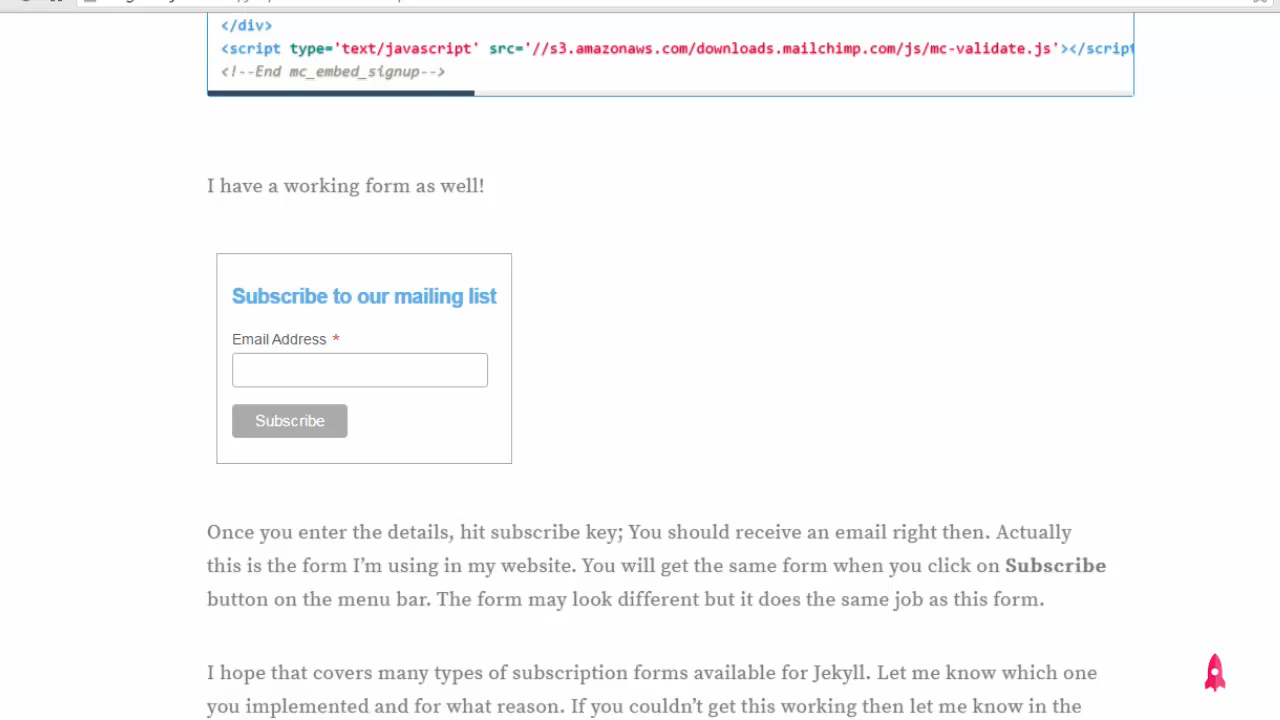 </div>
<script type='text/javascript' src='//s3.amazonaws.com/downloads.mailchimp.com/js/mc-validate.js'></script
<!--End mc_embed_signup-->
I have a working form as well!
Subscribe to our mailing list
Email Address *
Subscribe
Once you enter the details, hit subscribe key; You should receive an email right then. Actually
this is the form I’m using in my website. You will get the same form when you click on Subscribe
button on the menu bar. The form may look different but it does the same job as this form.
I hope that covers many types of subscription forms available for Jekyll. Let me know which one
you implemented and for what reason. If you couldn’t get this working then let me know in the